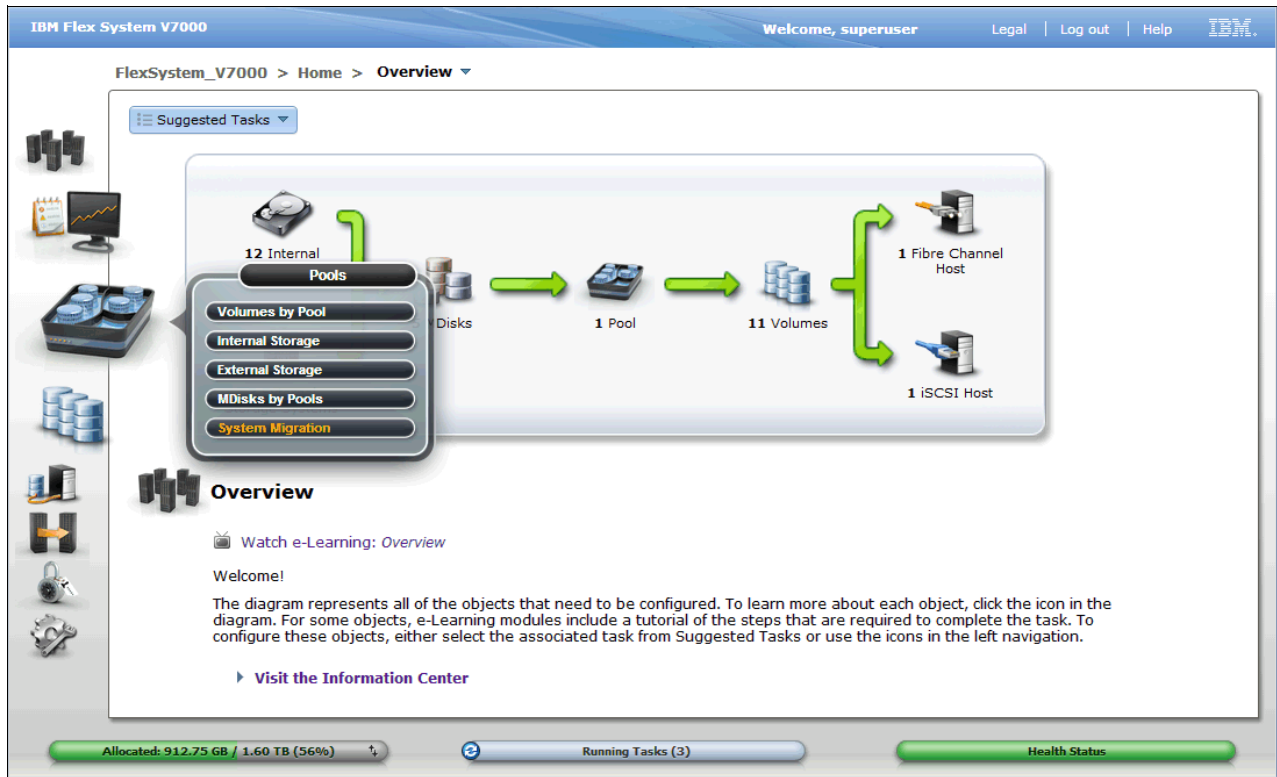 IBM Flex System V7000
Welcome, superuser
Legal | Log out | Help
IBM.
FlexSystem_V7000 > Home > Overview
Suggested Tasks
12 Internal
Pools
Volumes by Pool
Internal Storage
External Storage
MDisks by Pools
System Migration
Disks
1 Pool
11 Volumes
1 Fibre Channel
Host
1 iSCSI Host
Overview
Watch e-Learning: Overview
Welcome!
The diagram represents all of the objects that need to be configured. To learn more about each object, click the icon in the
diagram. For some objects, e-Learning modules include a tutorial of the steps that are required to complete the task. To
configure these objects, either select the associated task from Suggested Tasks or use the icons in the left navigation.
Visit the Information Center
Allocated: 912.75 GB / 1.60 TB (56%)
Running Tasks (3)
Health Status